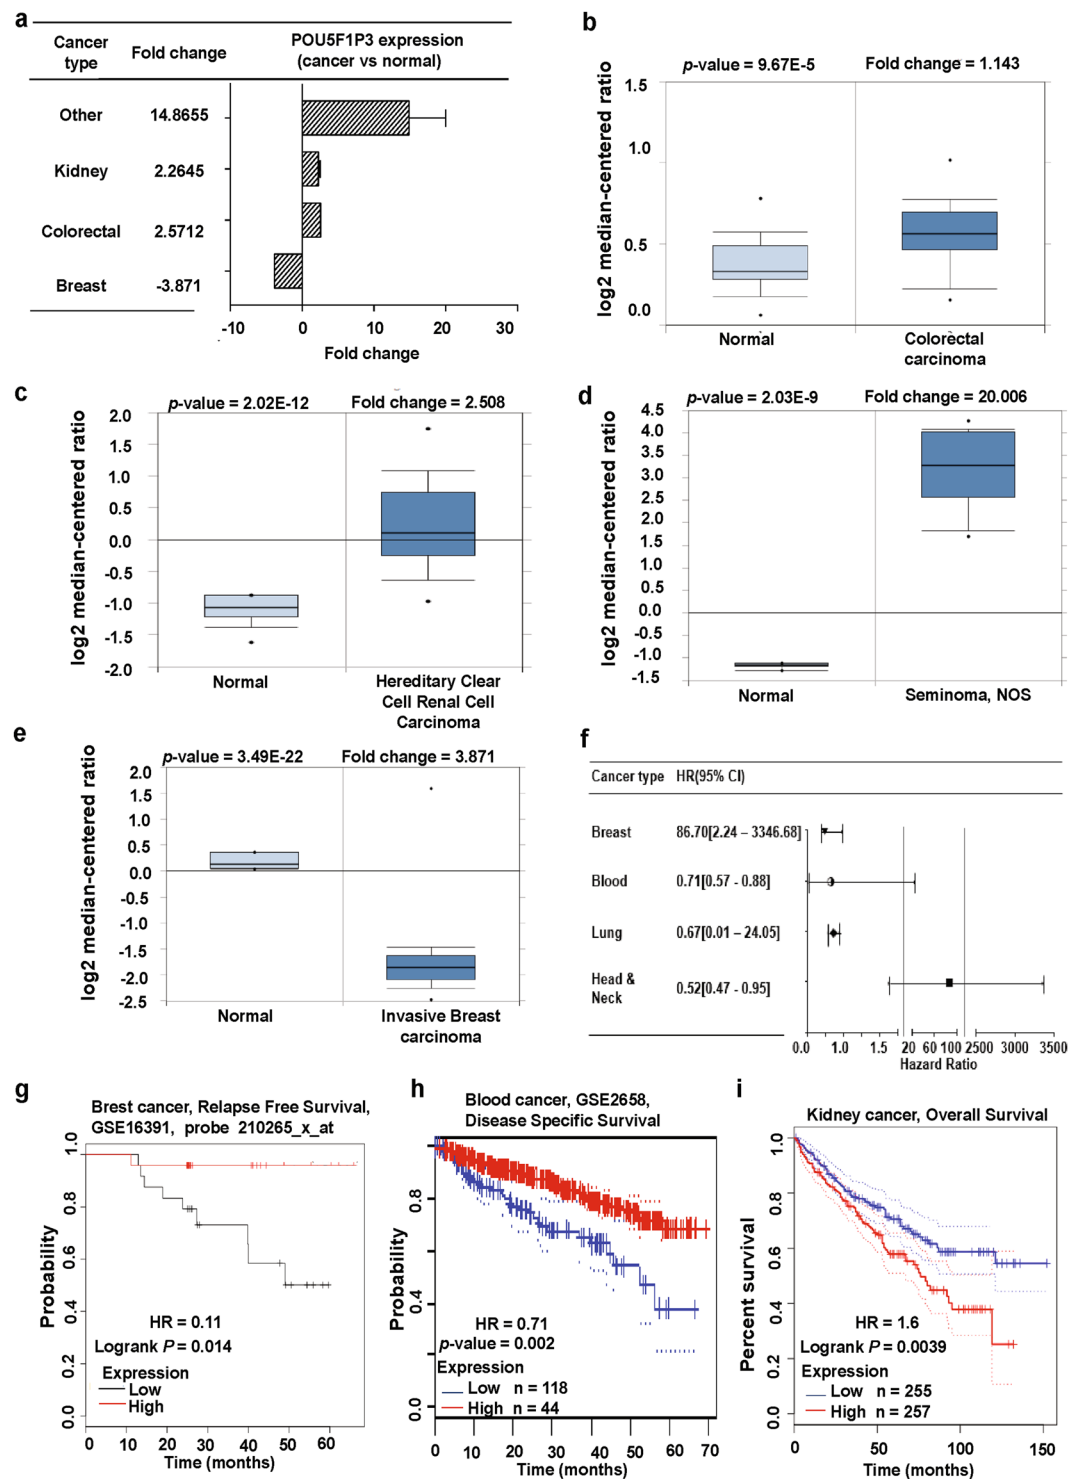 a
Cancer type
Fold change
POU5F1P3 expression
(cancer vs normal)
Other 14.8655
Kidney 2.2645
Colorectal 2.5712
Breast -3.871
-10 0 10 20 30
Fold change
b
p-value = 9.67E-5 Fold change = 1.143
log2 median-centered ratio
1.5
1.0
0.5
0.0
Normal
Colorectal
carcinoma
c
p-value = 2.02E-12 Fold change = 2.508
log2 median-centered ratio
2.0
1.5
1.0
0.5
0.0
-0.5
-1.0
-1.5
-2.0
Normal
Hereditary Clear
Cell Renal Cell
Carcinoma
d
p-value = 2.03E-9 Fold change = 20.006
log2 median-centered ratio
4.5
4.0
3.5
3.0
2.5
2.0
1.5
1.0
0.5
0.0
-0.5
-1.0
-1.5
Normal
Seminoma, NOS
e
p-value = 3.49E-22 Fold change = 3.871
log2 median-centered ratio
2.0
1.5
1.0
0.5
0.0
-0.5
-1.0
-1.5
-2.0
-2.5
Normal
Invasive Breast
carcinoma
f
Cancer type HR(95% CI)
Breast 86.70[2.24 – 3346.68]
Blood 0.71[0.57 - 0.88]
Lung 0.67[0.01 – 24.05]
Head &
Neck
0.52[0.47 - 0.95]
0.0 1.0 1.5 20 60 100 2500 3000 3500
Hazard Ratio
g
Brest cancer, Relapse Free Survival,
GSE16391, probe 210265_x_at
Probability
1.0
0.8
0.6
0.4
0.2
0.0
HR = 0.11
Logrank P = 0.014
Expression
Low
High
0 10 20 30 40 50 60
Time (months)
h
Blood cancer, GSE2658,
Disease Specific Survival
Probability
0.8
0.4
0.0
HR = 0.71
p-value = 0.002
Expression
Low n = 118
High n = 44
0 10 20 30 40 50 60 70
Time (months)
i
Kidney cancer, Overall Survival
Percent survival
1.0
0.8
0.6
0.4
0.2
0.0
HR = 1.6
Logrank P = 0.0039
Expression
Low n = 255
High n = 257
0 50 100 150
Time (months)